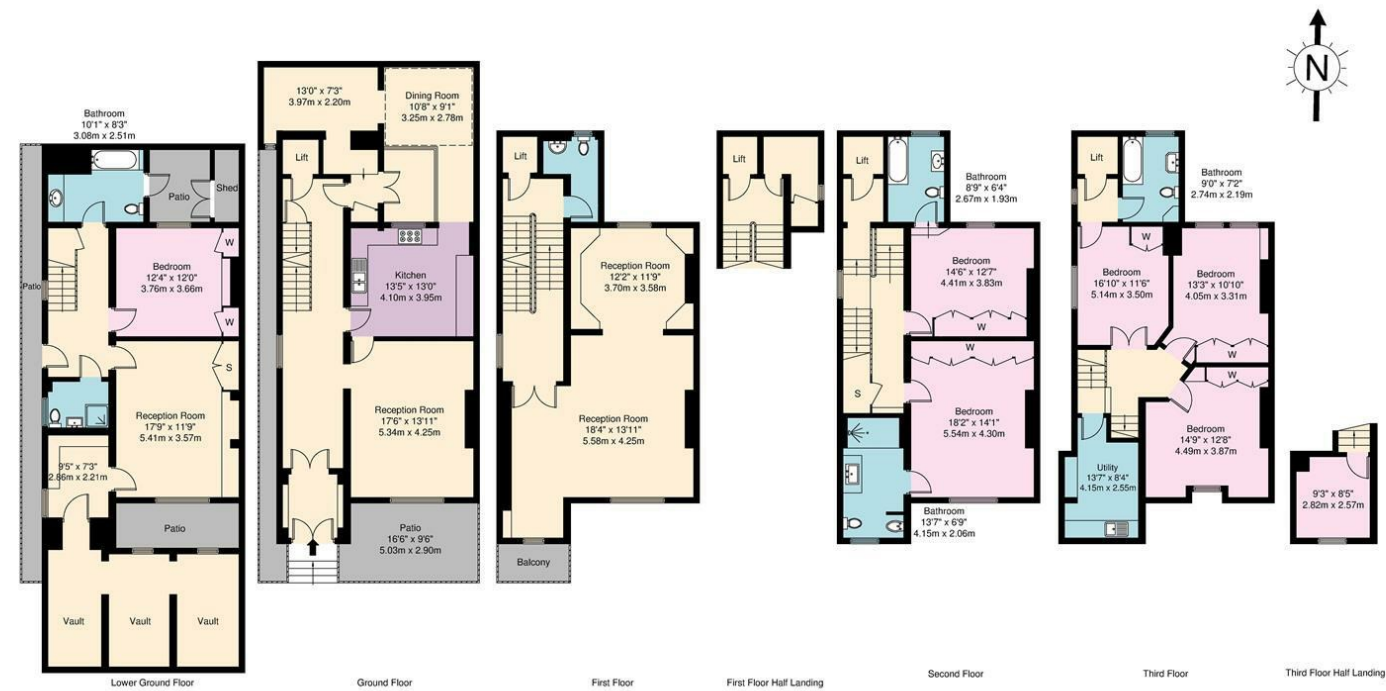 N
Bathroom
10'1" x 8'3"
3.08m x 2.51m
Patio
Shed
Patio
Bedroom
12'4" x 12'0"
3.76m x 3.66m
W
W
S
Reception Room
17'9" x 11'9"
5.41m x 3.57m
9'5" x 7'3"
2.86m x 2.21m
Patio
Vault
Vault
Vault
Lower Ground Floor
13'0" x 7'3"
3.97m x 2.20m
Dining Room
10'8" x 9'1"
3.25m x 2.78m
Lift
Kitchen
13'5" x 13'0"
4.10m x 3.95m
Reception Room
17'6" x 13'11"
5.34m x 4.25m
Patio
16'6" x 9'6"
5.03m x 2.90m
Ground Floor
Lift
Reception Room
12'2" x 11'9"
3.70m x 3.58m
Reception Room
18'4" x 13'11"
5.58m x 4.25m
Balcony
First Floor
Lift
First Floor Half Landing
Lift
Bathroom
8'9" x 6'4"
2.67m x 1.93m
Bedroom
14'6" x 12'7"
4.41m x 3.83m
W
W
S
Bedroom
18'2" x 14'1"
5.54m x 4.30m
Bathroom
13'7" x 6'9"
4.15m x 2.06m
Second Floor
Lift
Bathroom
9'0" x 7'2"
2.74m x 2.19m
W
Bedroom
16'10" x 11'6"
5.14m x 3.50m
Bedroom
13'3" x 10'10"
4.05m x 3.31m
W
W
Bedroom
14'9" x 12'8"
4.49m x 3.87m
Utility
13'7" x 8'4"
4.15m x 2.55m
Third Floor
9'3" x 8'5"
2.82m x 2.57m
Third Floor Half Landing